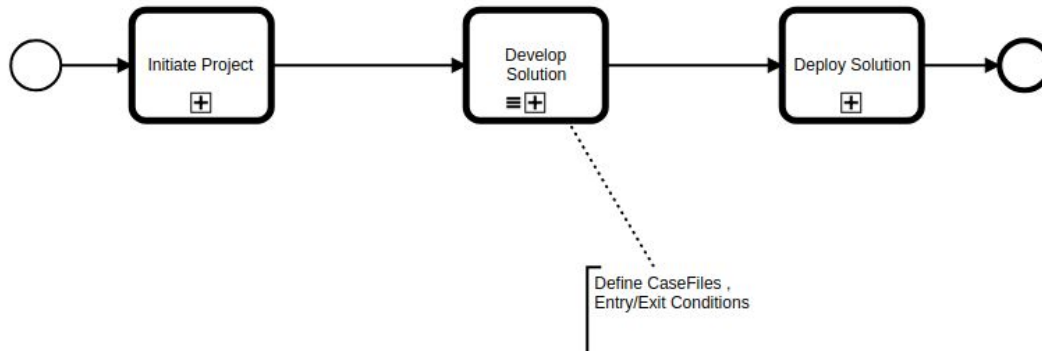 Initiate Project
Develop
Solution
Deploy Solution
Define CaseFiles ,
Entry/Exit Conditions